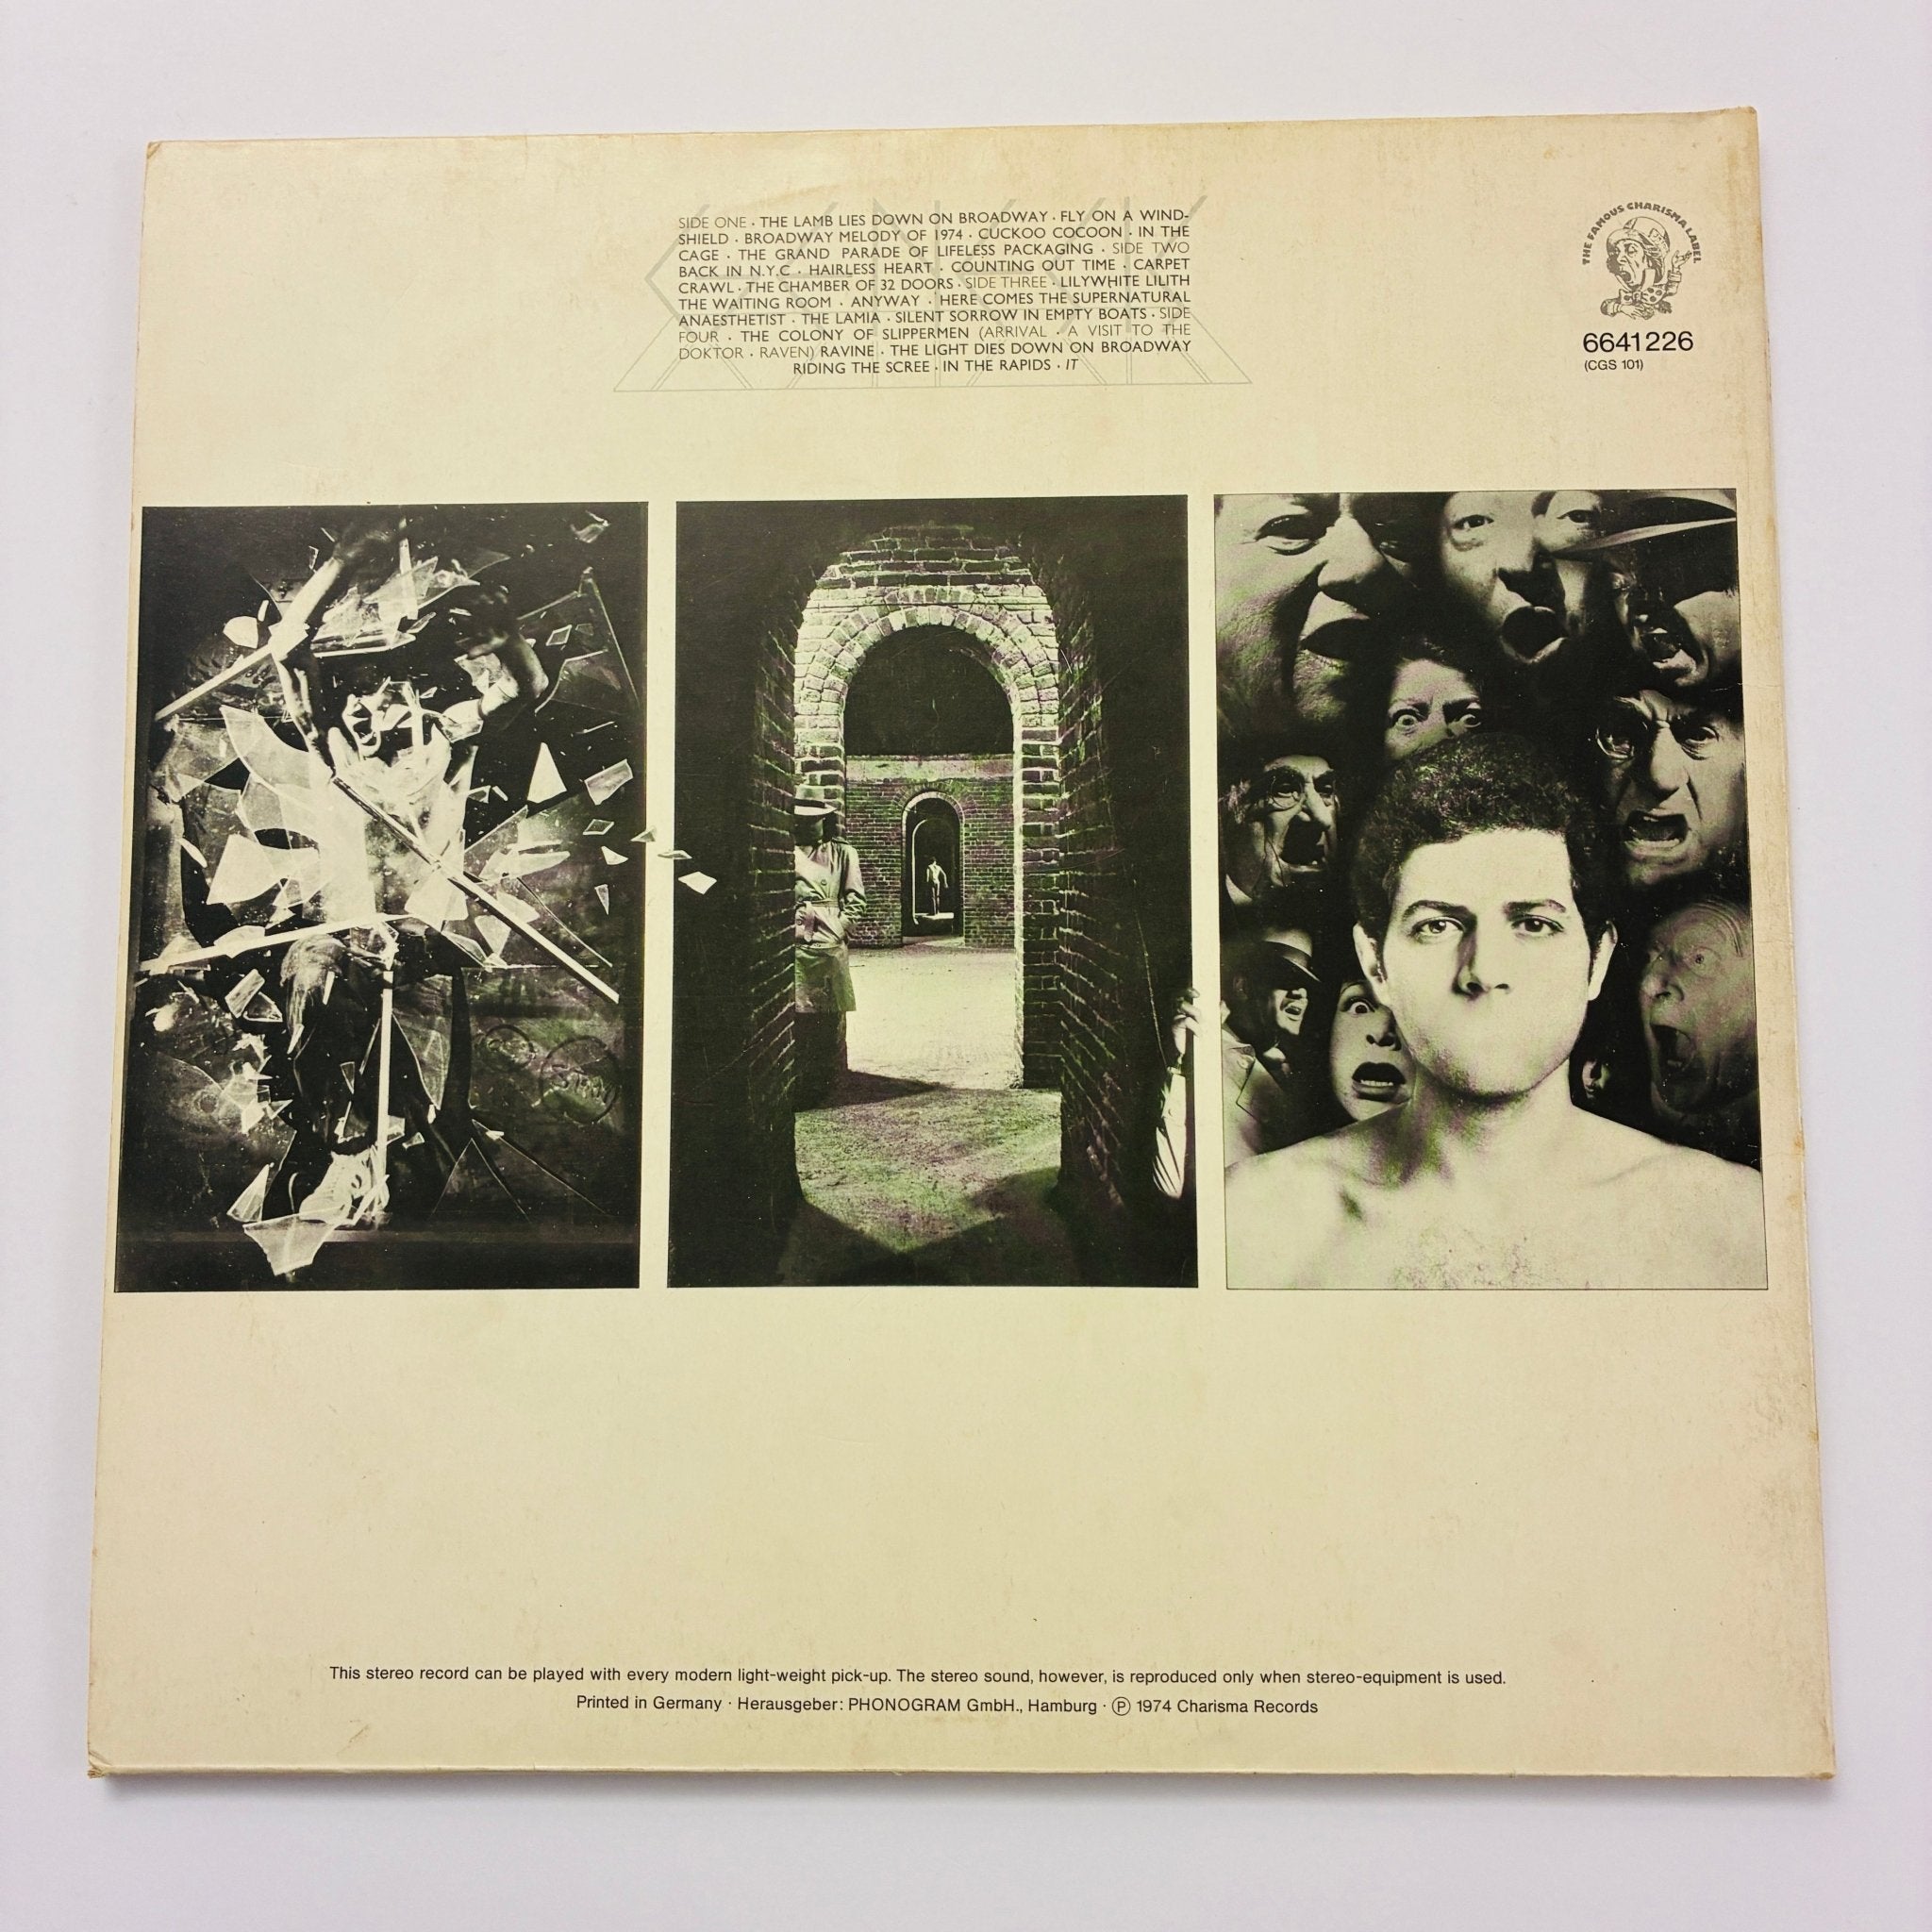 SIDE ONE · THE LAMB LIES DOWN ON BROADWAY · FLY ON A WIND-
SHIELD · BROADWAY MELODY OF 1974 · CUCKOO COCOON · IN THE
CAGE · THE GRAND PARADE OF LIFELESS PACKAGING · SIDE TWO
BACK IN N.Y.C · HAIRLESS HEART · COUNTING OUT TIME · CARPET
CRAWL · THE CHAMBER OF 32 DOORS · SIDE THREE · LILYWHITE LILITH
THE WAITING ROOM · ANYWAY · HERE COMES THE SUPERNATURAL
ANAESTHETIST · THE LAMIA · SILENT SORROW IN EMPTY BOATS · SIDE
FOUR · THE COLONY OF SLIPPERMEN (ARRIVAL · A VISIT TO THE
DOKTOR · RAVEN) RAVINE · THE LIGHT DIES DOWN ON BROADWAY
RIDING THE SCREE · IN THE RAPIDS · IT
GENESIS
THE FAMOUS CHARISMA LABEL
6641226
(CGS 101)
This stereo record can be played with every modern light-weight pick-up. The stereo sound, however, is reproduced only when stereo-equipment is used.
Printed in Germany · Herausgeber: PHONOGRAM GmbH., Hamburg · Ⓟ 1974 Charisma Records